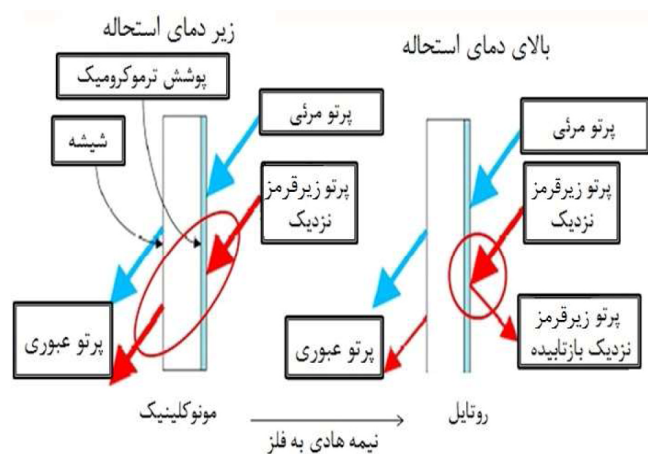 زیر دمای استحاله
بالای دمای استحاله
پوشش ترموکرومیک
شیشه
پرتو مرئی
پرتو زیرقرمز
نزدیک
پرتو عبوری
پرتو مرئی
پرتو زیرقرمز
نزدیک
پرتو زیرقرمز
نزدیک بازتابیده
پرتو عبوری
مونوکلینیک
روتایل
نیمه هادی به فلز